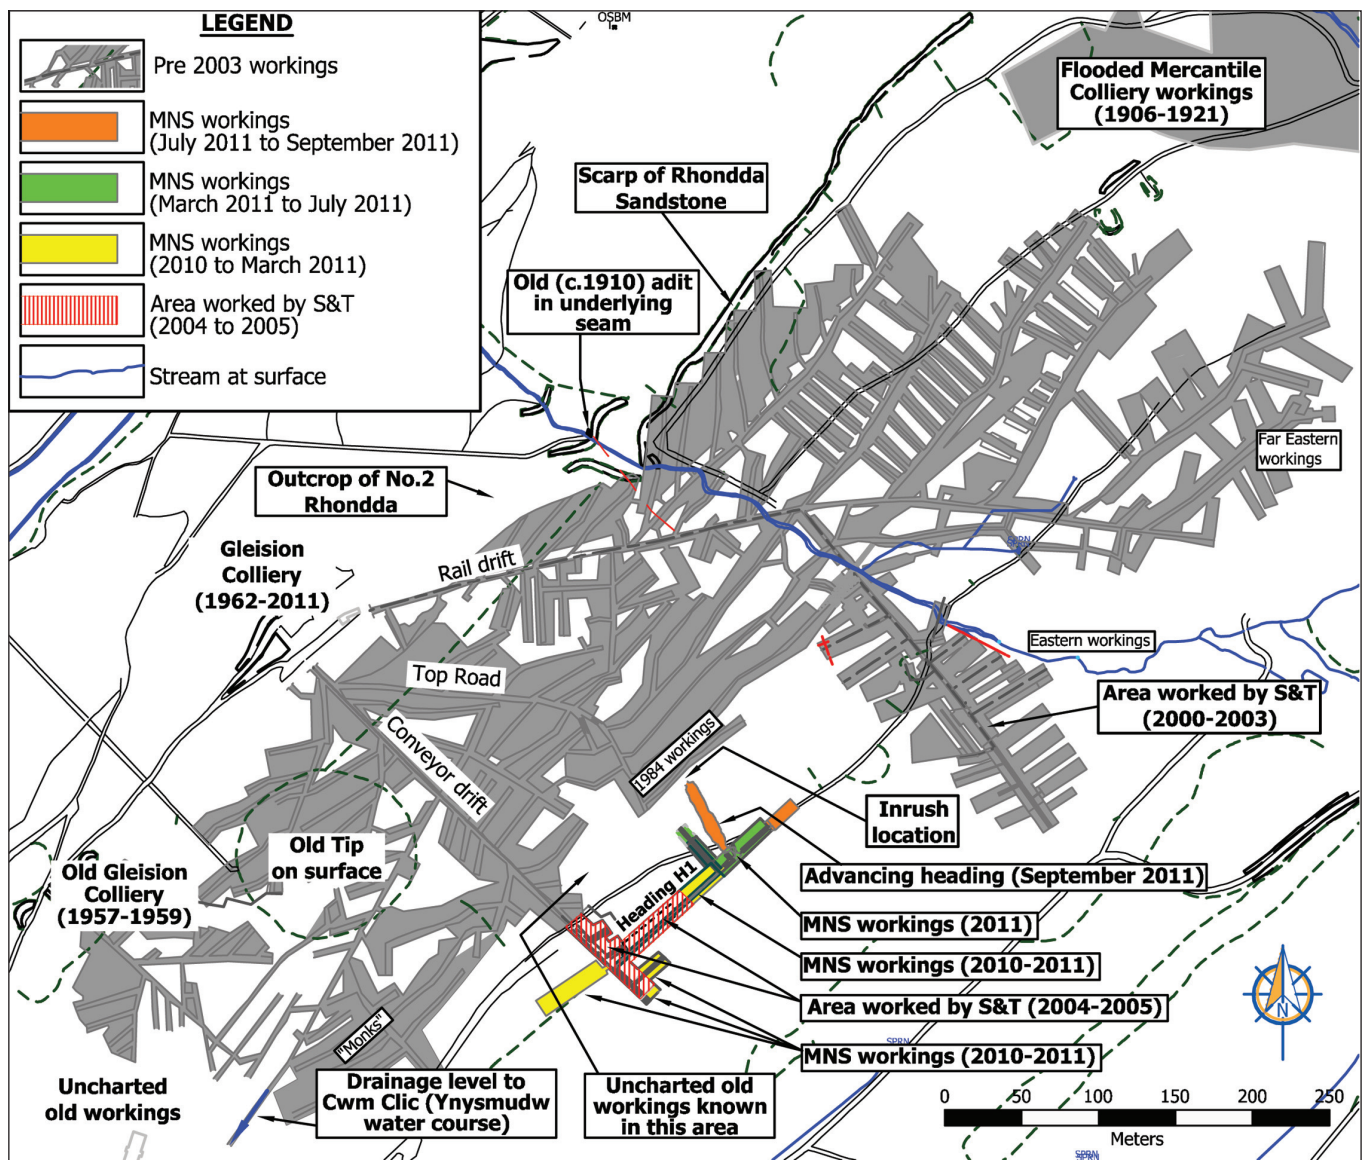 LEGEND
Pre 2003 workings
MNS workings
(July 2011 to September 2011)
MNS workings
(March 2011 to July 2011)
MNS workings
(2010 to March 2011)
Area worked by S&T
(2004 to 2005)
Stream at surface
OSBM
Flooded Mercantile
Colliery workings
(1906-1921)
Scarp of Rhondda
Sandstone
Old (c.1910) adit
in underlying
seam
Far Eastern
workings
Outcrop of No.2
Rhondda
Gleision
Colliery
(1962-2011)
Rail drift
SPRN
SPRN
Eastern workings
Top Road
Area worked by S&T
(2000-2003)
Conveyor drift
1984 workings
Inrush
location
Old Tip
on surface
Old Gleision
Colliery
(1957-1959)
Heading H1
Advancing heading (September 2011)
MNS workings (2011)
MNS workings (2010-2011)
Area worked by S&T (2004-2005)
MNS workings (2010-2011)
"Monks"
N
SPRN
Uncharted
old workings
Drainage level to
Cwm Clic (Ynysmudw
water course)
Uncharted old
workings known
in this area
0 50 100 150 200 250
Meters
SPRN
SPRN